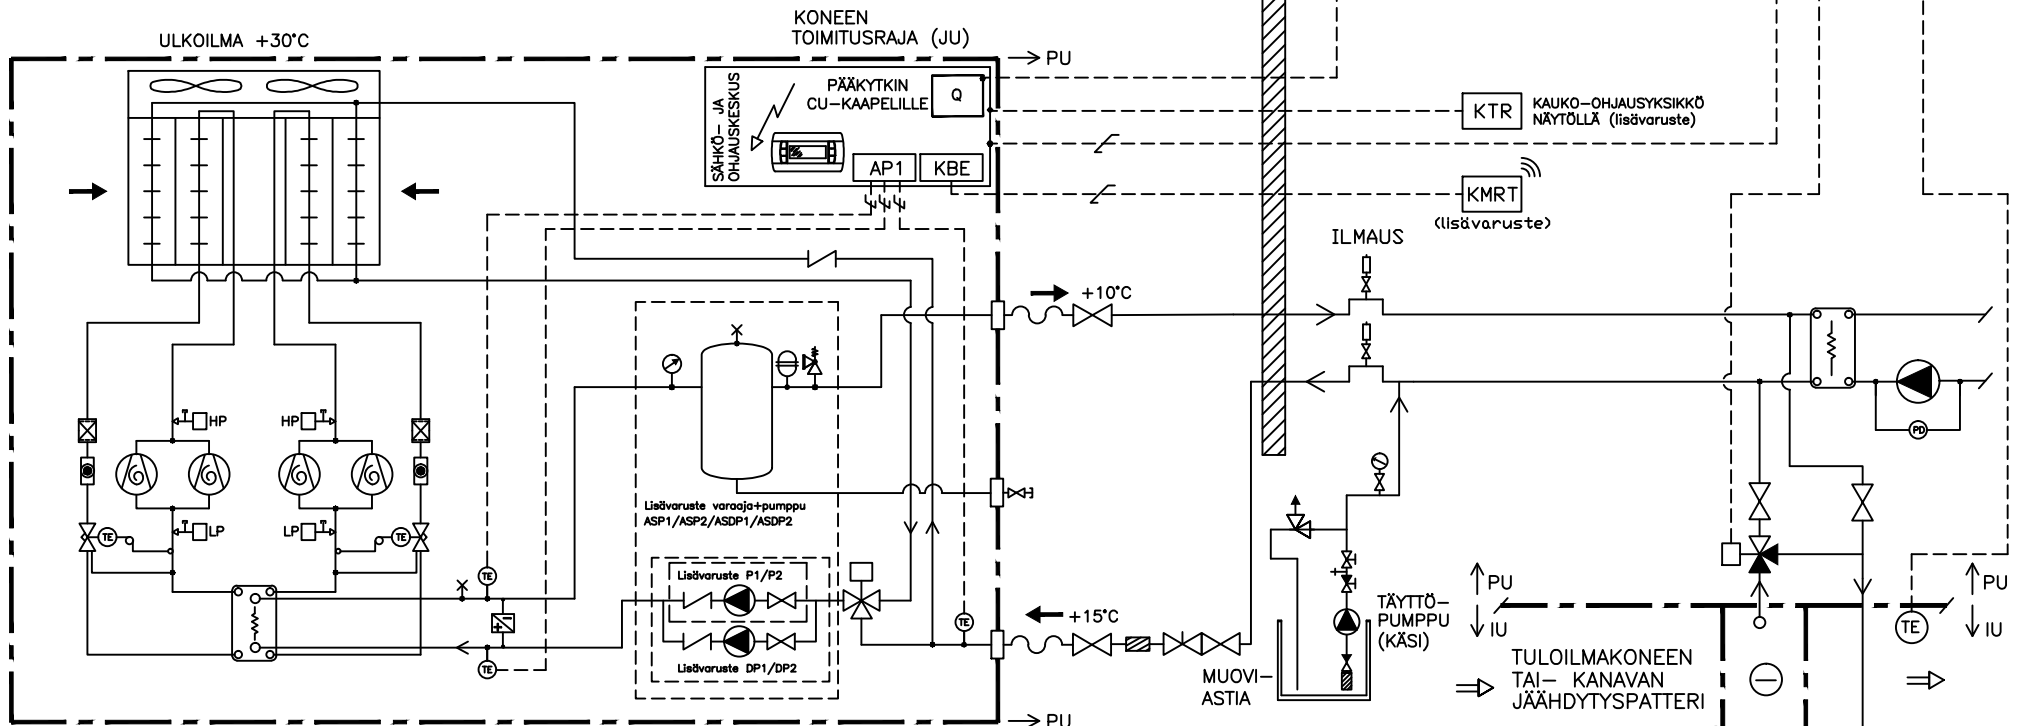 KONEEN
TOIMITUSRAJA (JU)
ULKOILMA +30°C
PU
SÄHKÖ- JA
OHJAUSKESKUS
PÄÄKYTKIN
CU-KAAPELILLE
Q
AP1
KBE
KTR
KAUKO-OHJAUSYKSIKKÖ
NÄYTÖLLÄ (lisävaruste)
KMRT
(lisävaruste)
ILMAUS
+10°C
HP
HP
LP
LP
TE
TE
Lisävaruste varaaja+pumppu
ASP1/ASP2/ASDP1/ASDP2
PD
Lisävaruste P1/P2
TE
Lisävaruste DP1/DP2
TE
TE
+15°C
TÄYTTÖ-
PUMPPU
(KÄSI)
MUOVI-
ASTIA
PU
IU
TE
PU
IU
TULOILMAKONEEN
TAI- KANAVAN
JÄÄHDYTYSPATTERI
PU